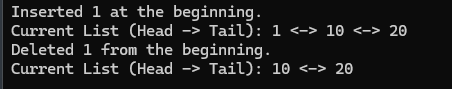 Inserted 1 at the beginning.
Current List (Head -> Tail): 1 <-> 10 <-> 20
Deleted 1 from the beginning.
Current List (Head -> Tail): 10 <-> 20